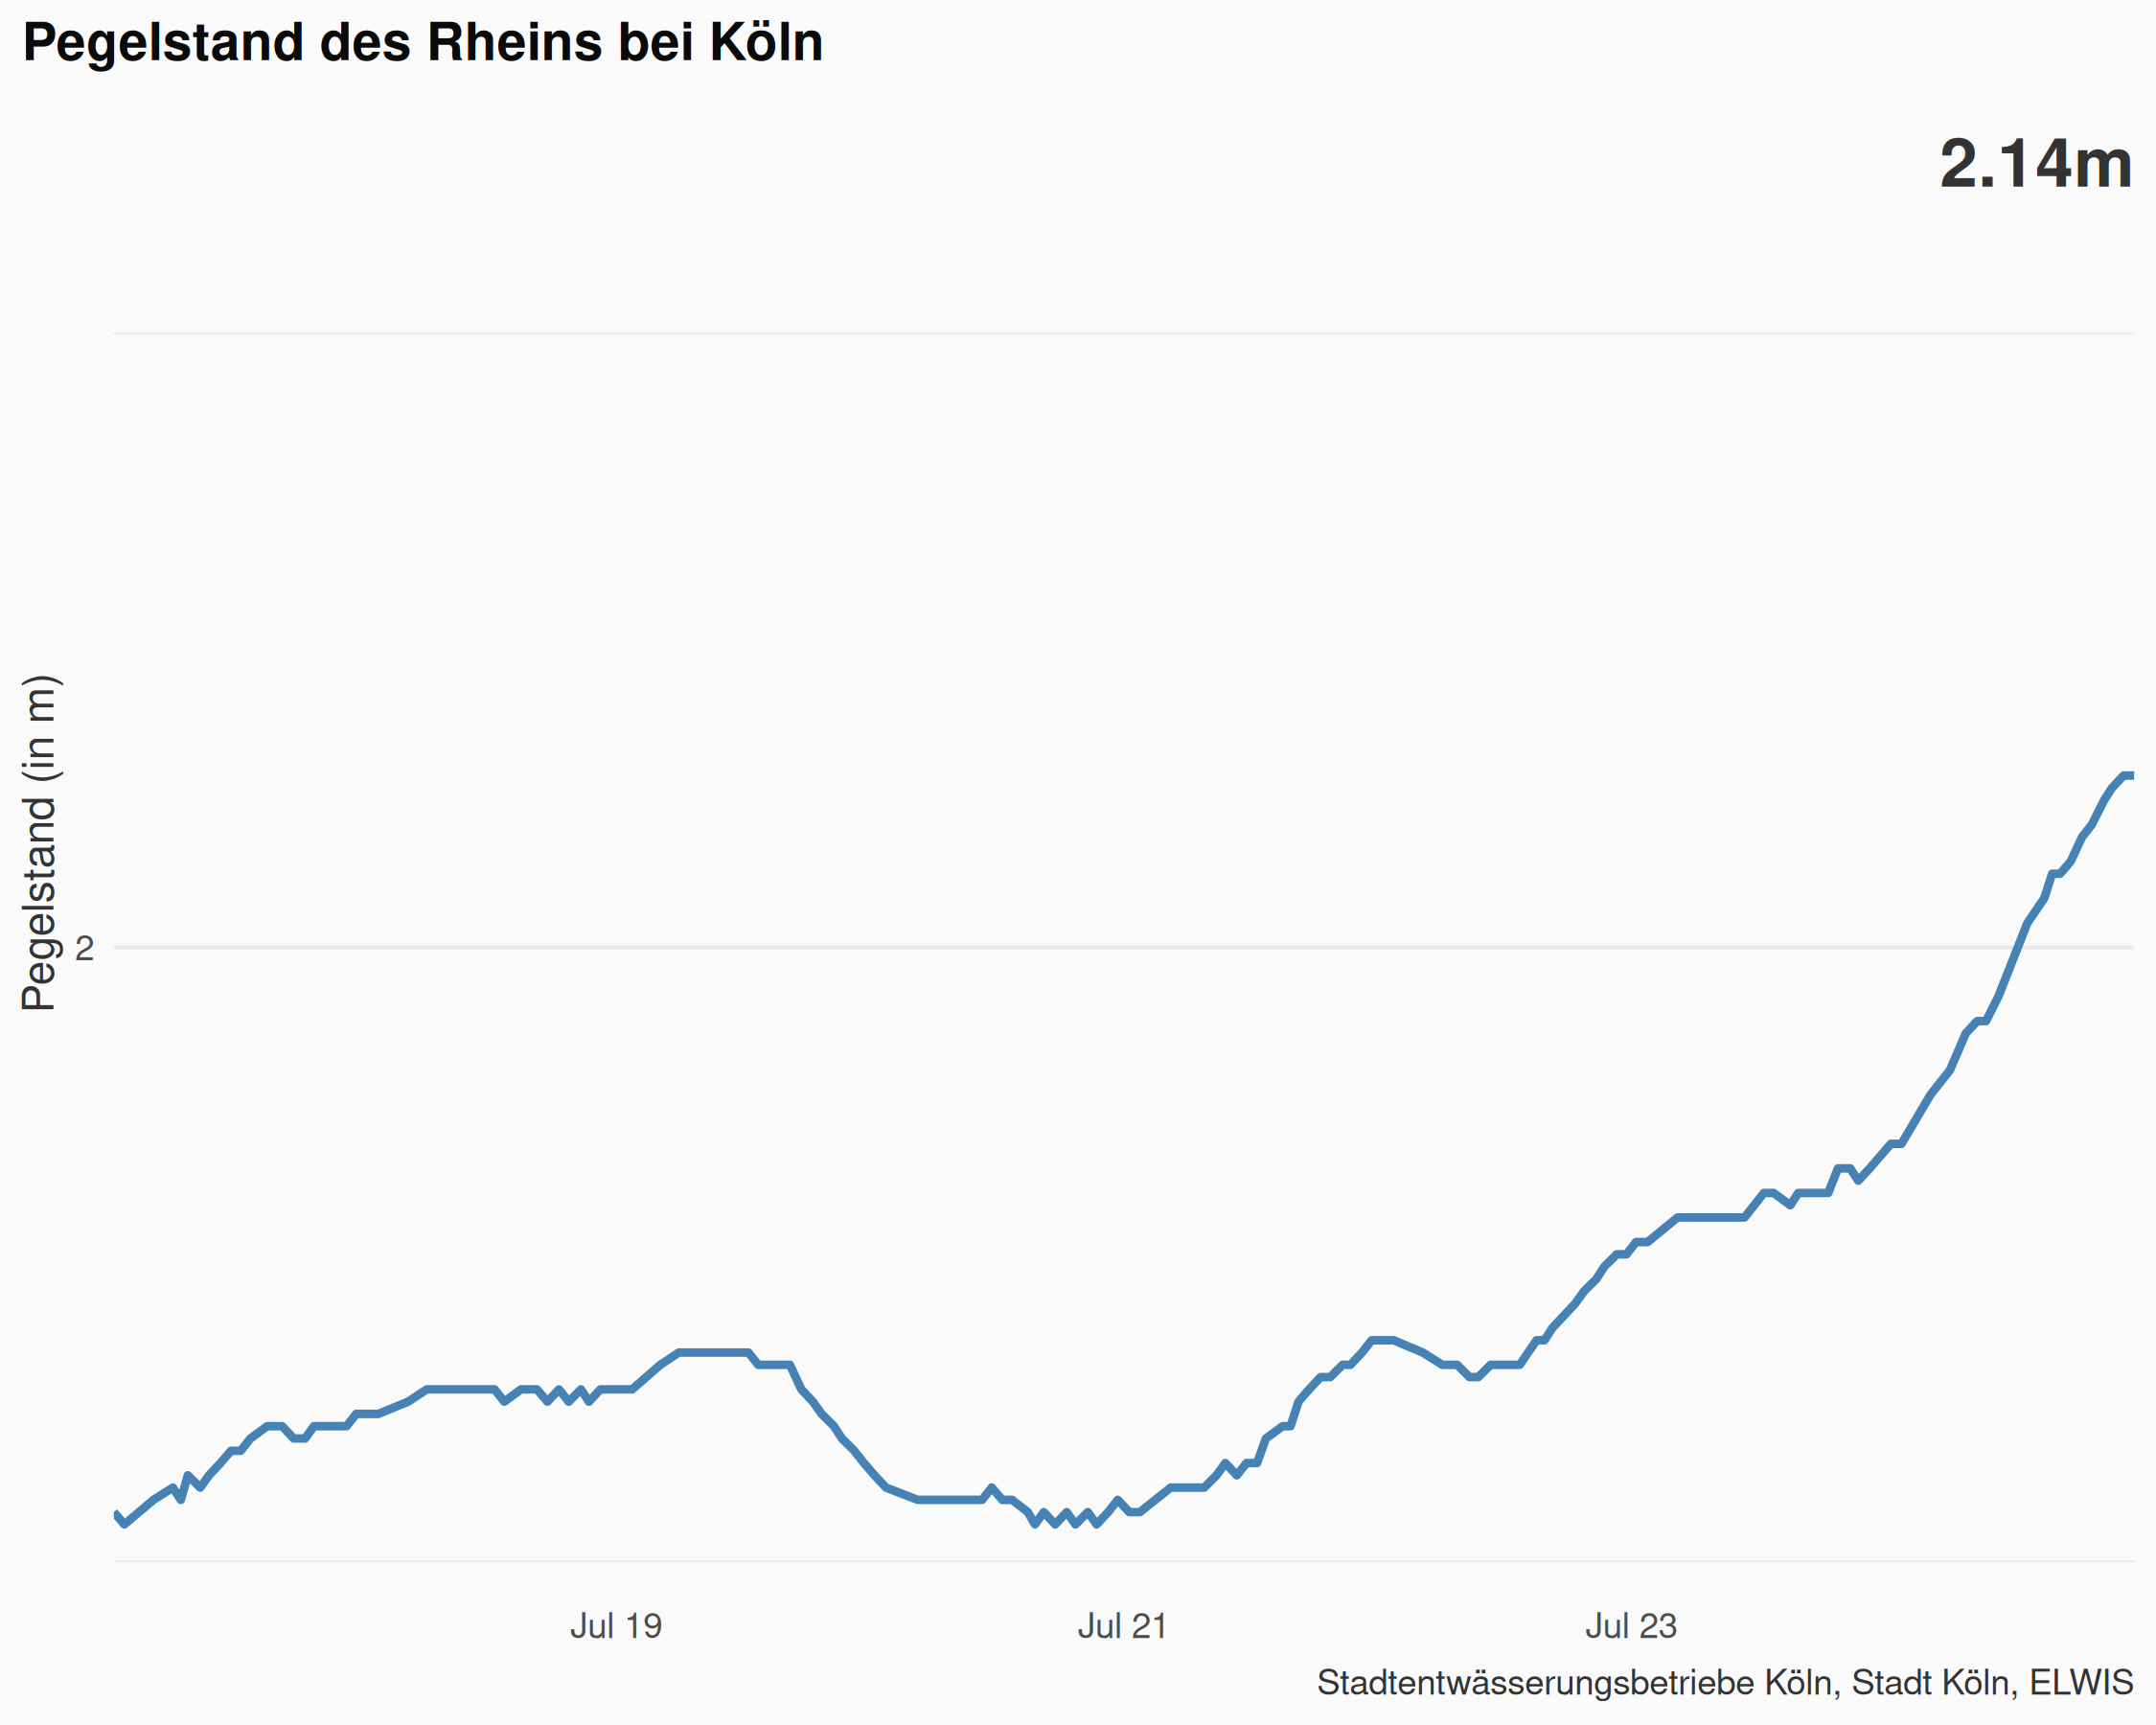 Pegelstand des Rheins bei Köln
2.14m
Pegelstand (in m)
2
Jul 19
Jul 21
Jul 23
Stadtentwässerungsbetriebe Köln, Stadt Köln, ELWIS